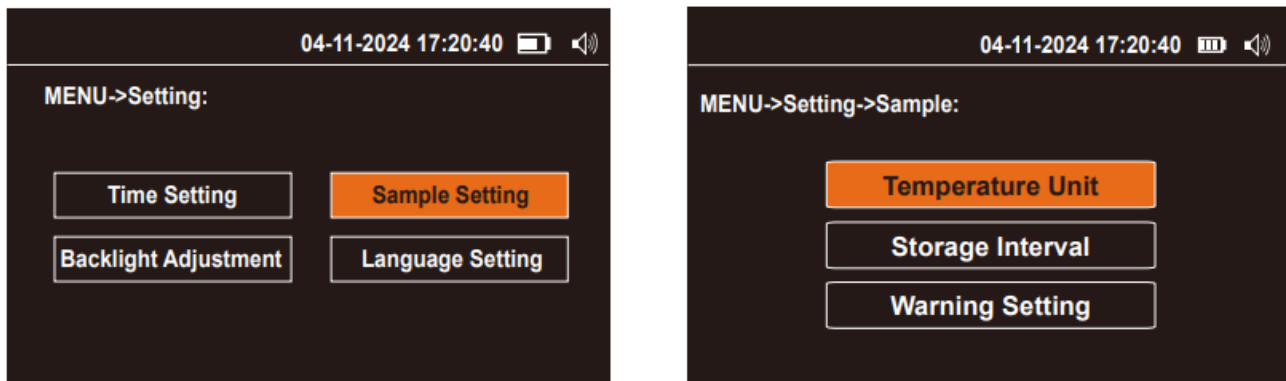 04-11-2024 17:20:40
MENU->Setting:
Time Setting
Sample Setting
Backlight Adjustment
Language Setting
04-11-2024 17:20:40
MENU->Setting->Sample:
Temperature Unit
Storage Interval
Warning Setting